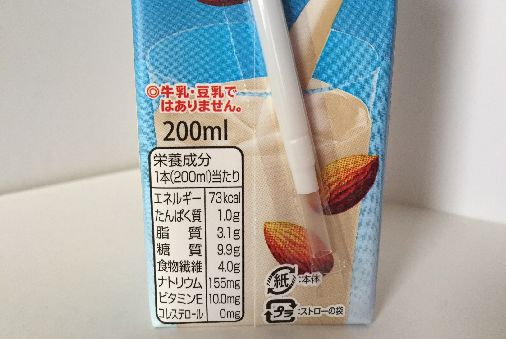 ◎牛乳・豆乳で
はありません。
200ml
栄養成分
1本(200ml)当たり
エネルギー 73kcal
たんぱく質 1.0g
脂質 3.1g
糖質 9.9g
食物繊維 4.0g
ナトリウム 155mg
ビタミンE 10.0mg
コレステロール 0mg
紙 :本体
プラ :ストローの袋